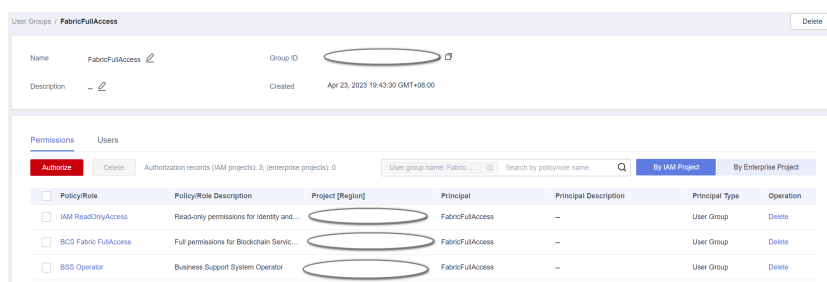 User Groups / FabricFullAccess Delete
Name FabricFullAccess Group ID
Description -- Created Apr 23, 2023 19:43:30 GMT+08:00
Permissions Users
Authorize Delete Authorization records (IAM projects): 3; (enterprise projects): 0 User group name: Fabric... Search by policy/role name. By IAM Project By Enterprise Project
Policy/Role Policy/Role Description Project [Region] Principal Principal Description Principal Type Operation
IAM ReadOnlyAccess Read-only permissions for Identity and... FabricFullAccess -- User Group Delete
BCS Fabric FullAccess Full permissions for Blockchain Servic... FabricFullAccess -- User Group Delete
BSS Operator Business Support System Operator FabricFullAccess -- User Group Delete